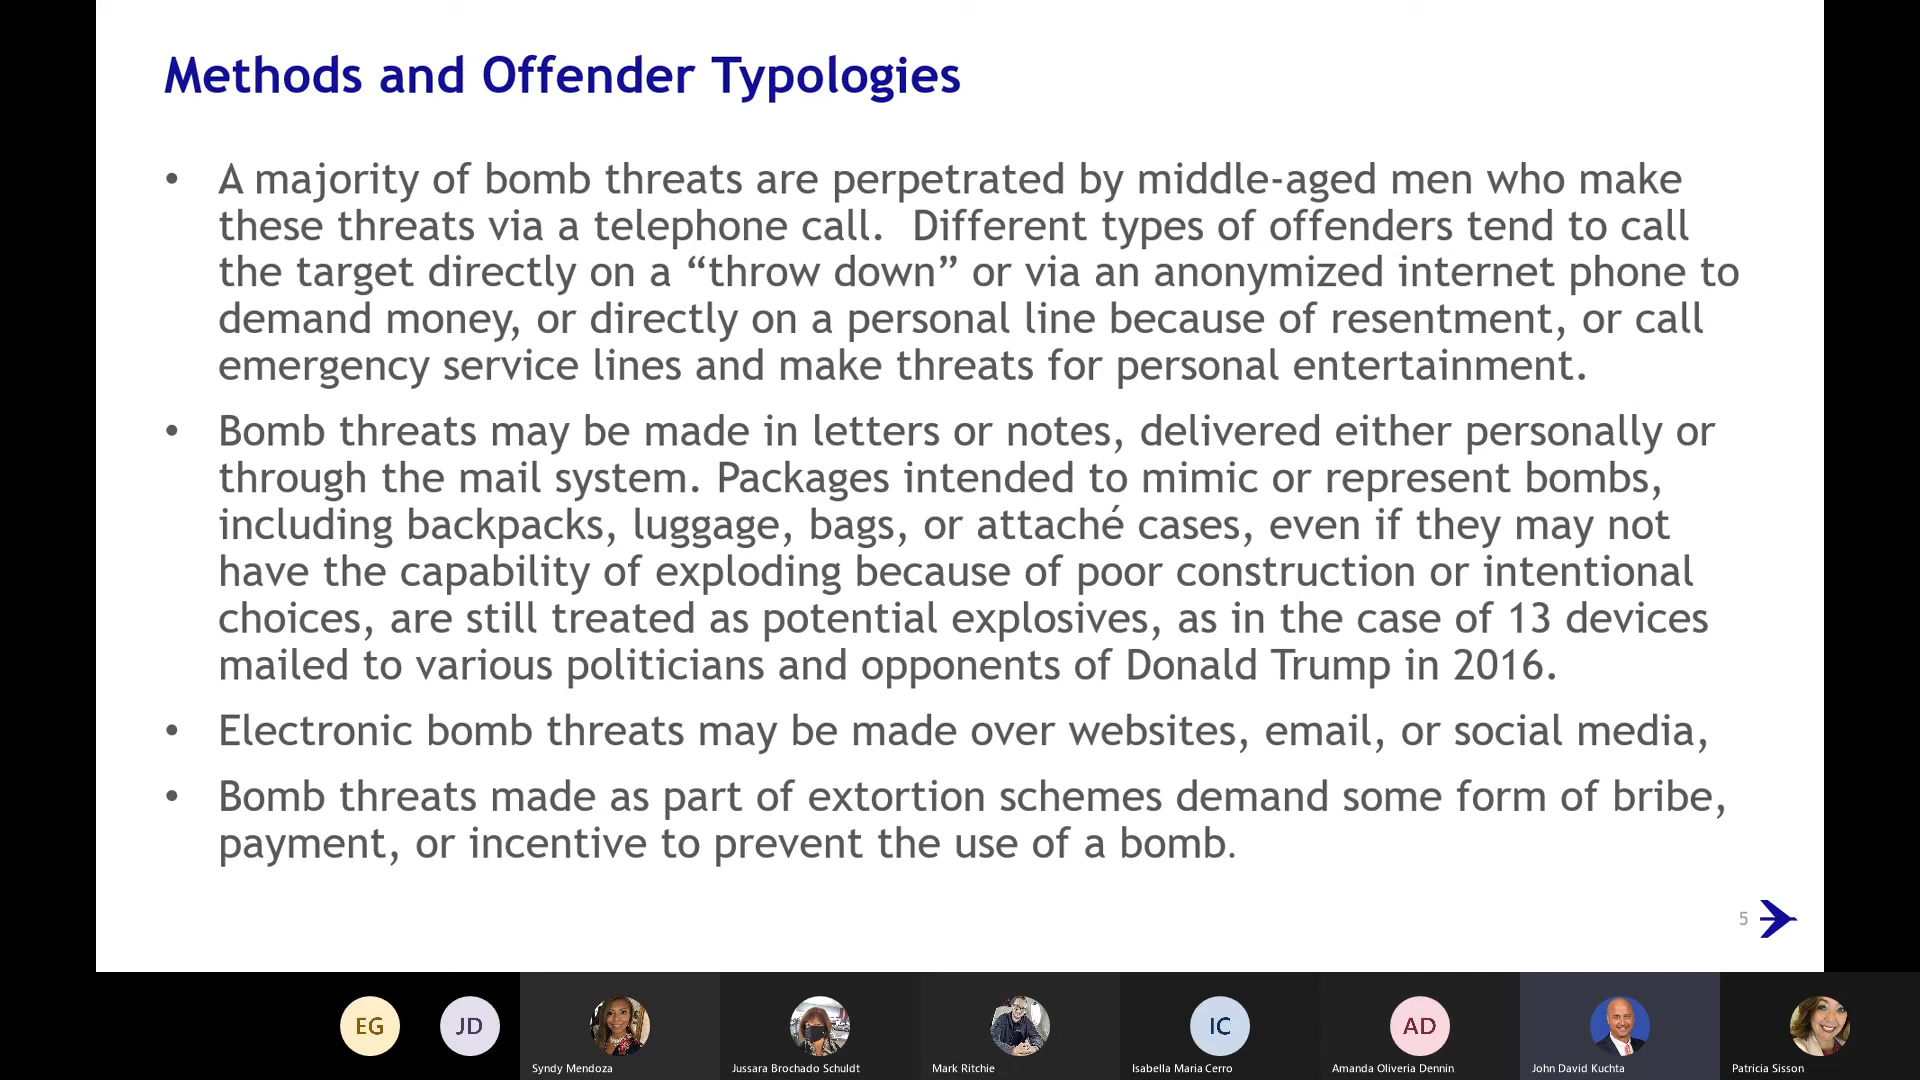 Methods and Offender Typologies
• A majority of bomb threats are perpetrated by middle-aged men who make
these threats via a telephone call.  Different types of offenders tend to call
the target directly on a “throw down” or via an anonymized internet phone to
demand money, or directly on a personal line because of resentment, or call
emergency service lines and make threats for personal entertainment.
• Bomb threats may be made in letters or notes, delivered either personally or
through the mail system. Packages intended to mimic or represent bombs,
including backpacks, luggage, bags, or attaché cases, even if they may not
have the capability of exploding because of poor construction or intentional
choices, are still treated as potential explosives, as in the case of 13 devices
mailed to various politicians and opponents of Donald Trump in 2016.
• Electronic bomb threats may be made over websites, email, or social media,
• Bomb threats made as part of extortion schemes demand some form of bribe,
payment, or incentive to prevent the use of a bomb.
5
EG
JD
Syndy Mendoza
Jussara Brochado Schuldt
Mark Ritchie
IC
Isabella Maria Cerro
AD
Amanda Oliveria Dennin
John David Kuchta
Patricia Sisson